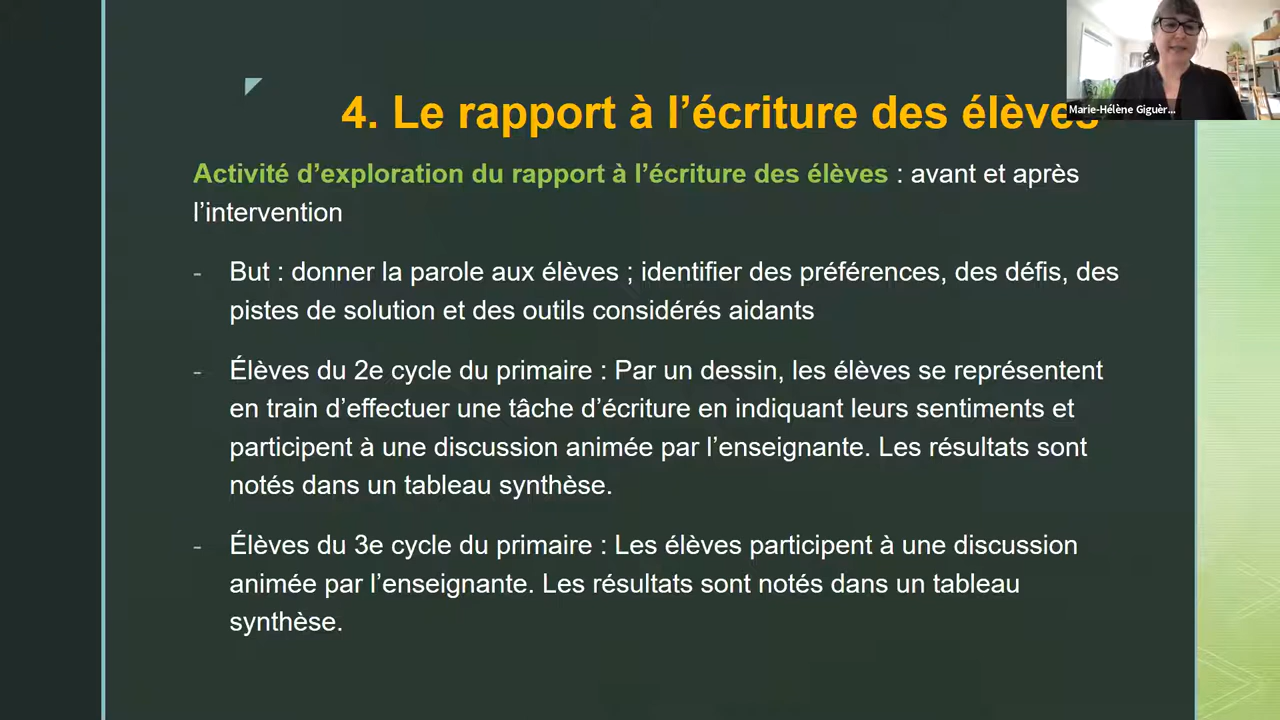 Marie-Hélène Giguèr...
4. Le rapport à l’écriture des élèves
Activité d’exploration du rapport à l’écriture des élèves : avant et après
l’intervention
- But : donner la parole aux élèves ; identifier des préférences, des défis, des
pistes de solution et des outils considérés aidants
- Élèves du 2e cycle du primaire : Par un dessin, les élèves se représentent
en train d’effectuer une tâche d’écriture en indiquant leurs sentiments et
participent à une discussion animée par l’enseignante. Les résultats sont
notés dans un tableau synthèse.
- Élèves du 3e cycle du primaire : Les élèves participent à une discussion
animée par l’enseignante. Les résultats sont notés dans un tableau
synthèse.